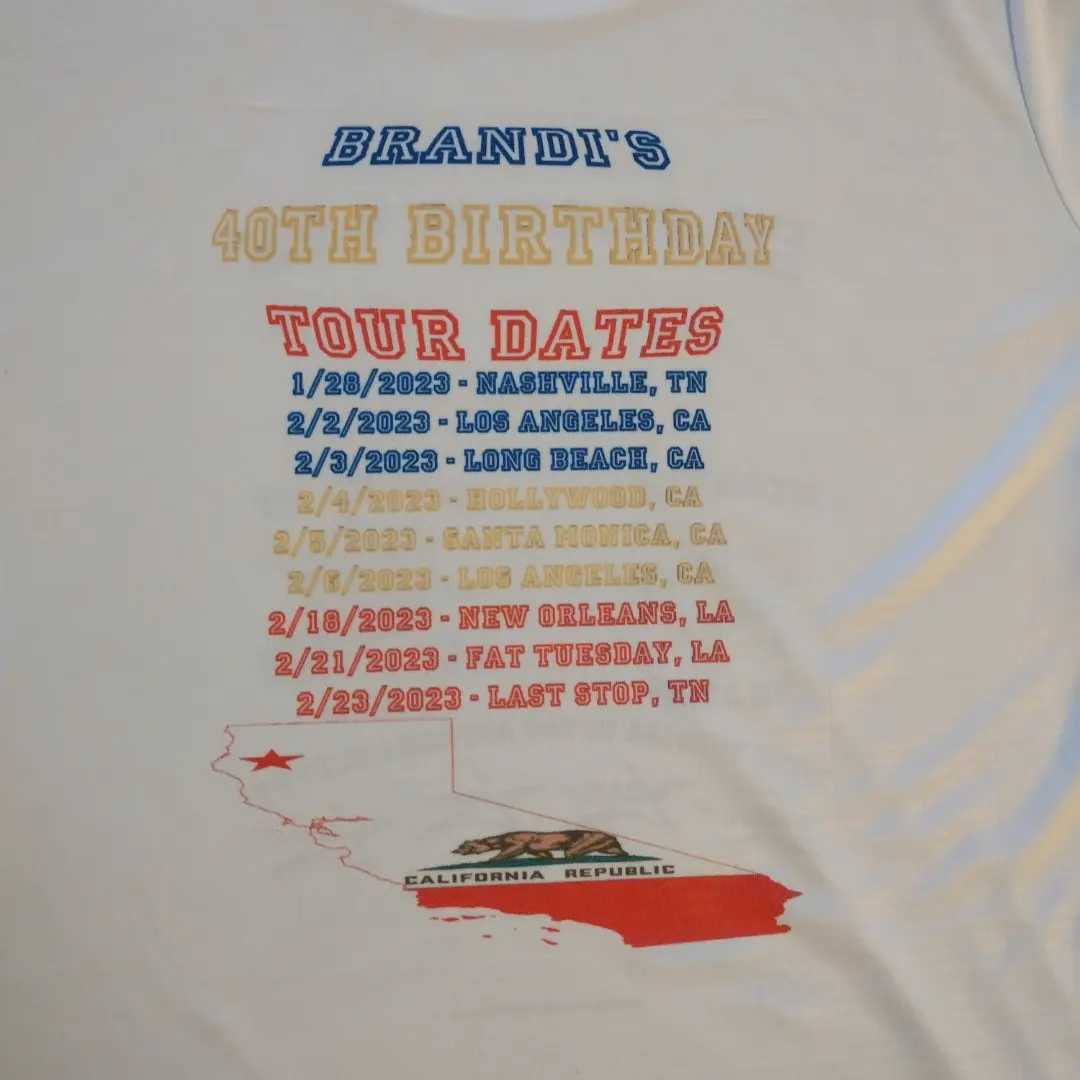 BRANDI'S
40TH BIRTHDAY
TOUR DATES
1/28/2023 - NASHVILLE, TN
2/2/2023 - LOS ANGELES, CA
2/3/2023 - LONG BEACH, CA
2/4/2023 - HOLLYWOOD, CA
2/5/2023 - SANTA MONICA, CA
2/6/2023 - LOS ANGELES, CA
2/18/2023 - NEW ORLEANS, LA
2/21/2023 - FAT TUESDAY, LA
2/23/2023 - LAST STOP, TN
CALIFORNIA REPUBLIC